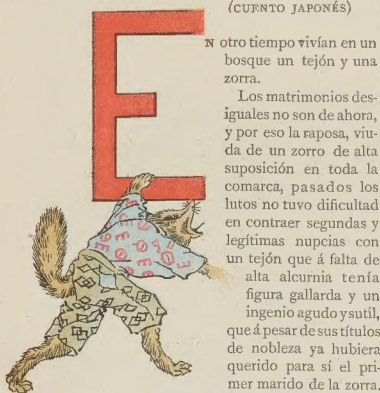 (CUENTO JAPONÉS)
EN otro tiempo vivían en un
bosque un tejón y una
zorra.
Los matrimonios des-
iguales no son de ahora,
y por eso la raposa, viu-
da de un zorro de alta
suposición en toda la
comarca, pasados los
lutos no tuvo dificultad
en contraer segundas y
legítimas nupcias con
un tejón que á falta de
alta alcurnia tenía
figura gallarda y un
ingenio agudo y sutil,
que á pesar de sus títulos
de nobleza ya hubiera
querido para sí el pri-
mer marido de la zorra.